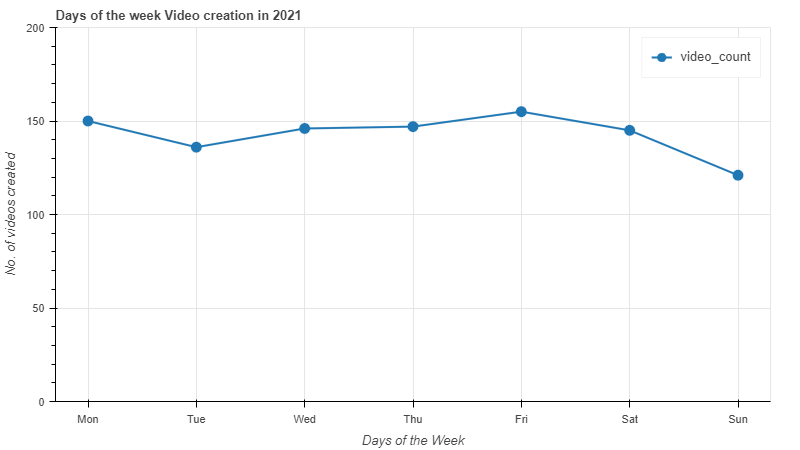 Days of the week Video creation in 2021
200
video_count
150
100
50
0
No. of videos created
Mon Tue Wed Thu Fri Sat Sun
Days of the Week